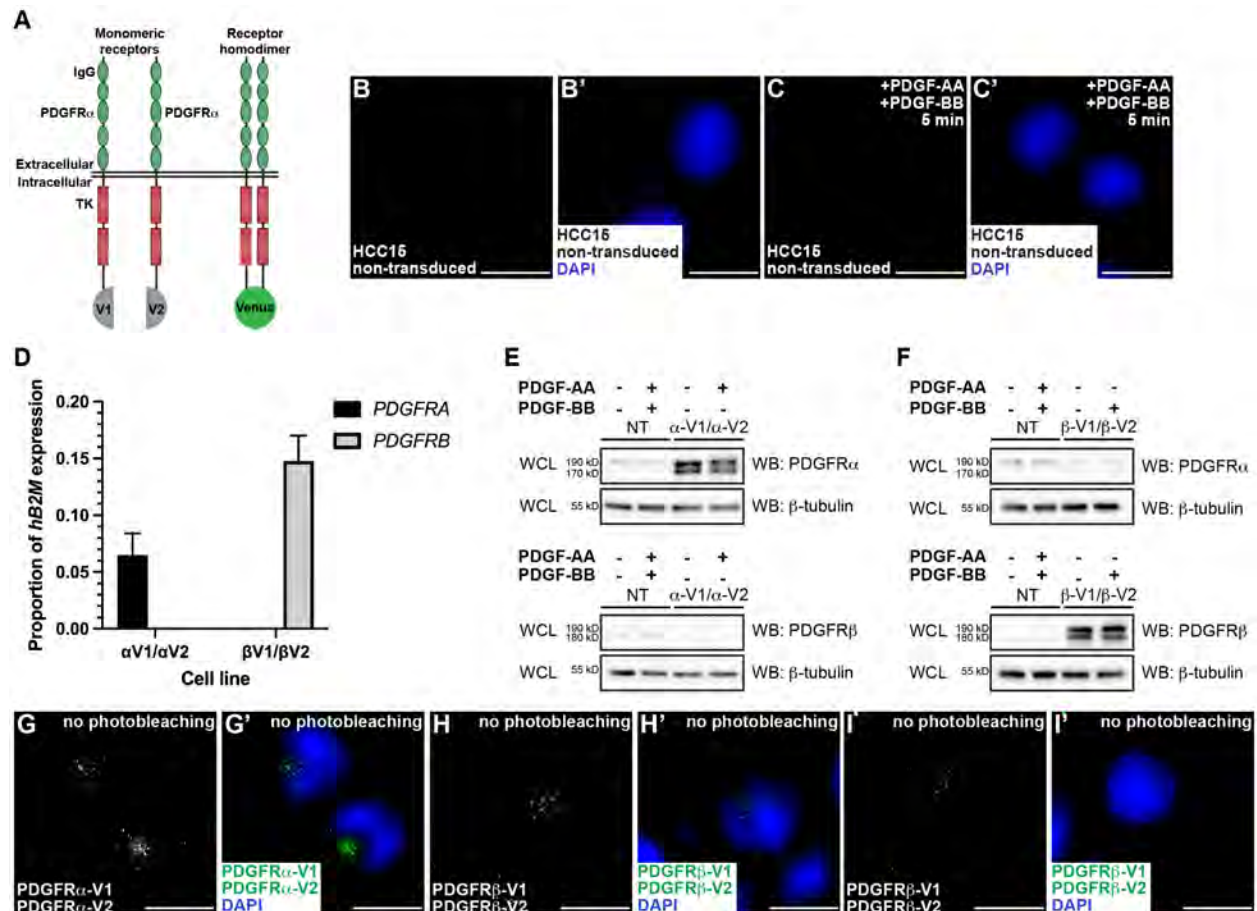 A
Monomeric
receptors
Receptor
homodimer
IgG
PDGFRα
PDGFRα
Extracellular
Intracellular
TK
V1
V2
Venus
B
HCC15
non-transduced
B'
HCC15
non-transduced
DAPI
C
+PDGF-AA
+PDGF-BB
5 min
HCC15
non-transduced
C'
+PDGF-AA
+PDGF-BB
5 min
HCC15
non-transduced
DAPI
D
Proportion of hB2M expression
0.20
0.15
0.10
0.05
0.00
αV1/αV2
βV1/βV2
Cell line
PDGFRA
PDGFRB
E
PDGF-AA - + - +
PDGF-BB - + - +
NT α-V1/α-V2
WCL 190 kD
170 kD
WB: PDGFRα
WCL 55 kD
WB: β-tubulin
PDGF-AA - + - +
PDGF-BB - + - +
NT α-V1/α-V2
WCL 190 kD
180 kD
WB: PDGFRβ
WCL 55 kD
WB: β-tubulin
F
PDGF-AA - + - -
PDGF-BB - + - +
NT β-V1/β-V2
WCL 190 kD
170 kD
WB: PDGFRα
WCL 55 kD
WB: β-tubulin
PDGF-AA - + - -
PDGF-BB - + - +
NT β-V1/β-V2
WCL 190 kD
180 kD
WB: PDGFRβ
WCL 55 kD
WB: β-tubulin
G
no photobleaching
PDGFRα-V1
PDGFRα-V2
G'
no photobleaching
PDGFRα-V1
PDGFRα-V2
DAPI
H
no photobleaching
PDGFRβ-V1
PDGFRβ-V2
H'
no photobleaching
PDGFRβ-V1
PDGFRβ-V2
DAPI
I
no photobleaching
PDGFRβ-V1
PDGFRβ-V2
I'
no photobleaching
PDGFRβ-V1
PDGFRβ-V2
DAPI